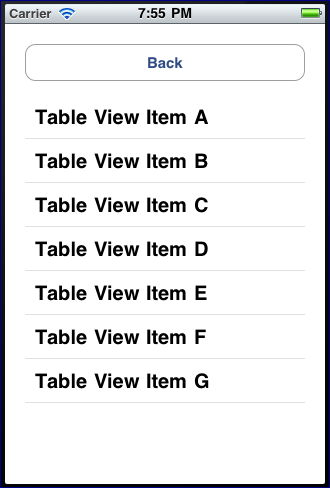 Carrier 7:55 PM
Back
Table View Item A
Table View Item B
Table View Item C
Table View Item D
Table View Item E
Table View Item F
Table View Item G